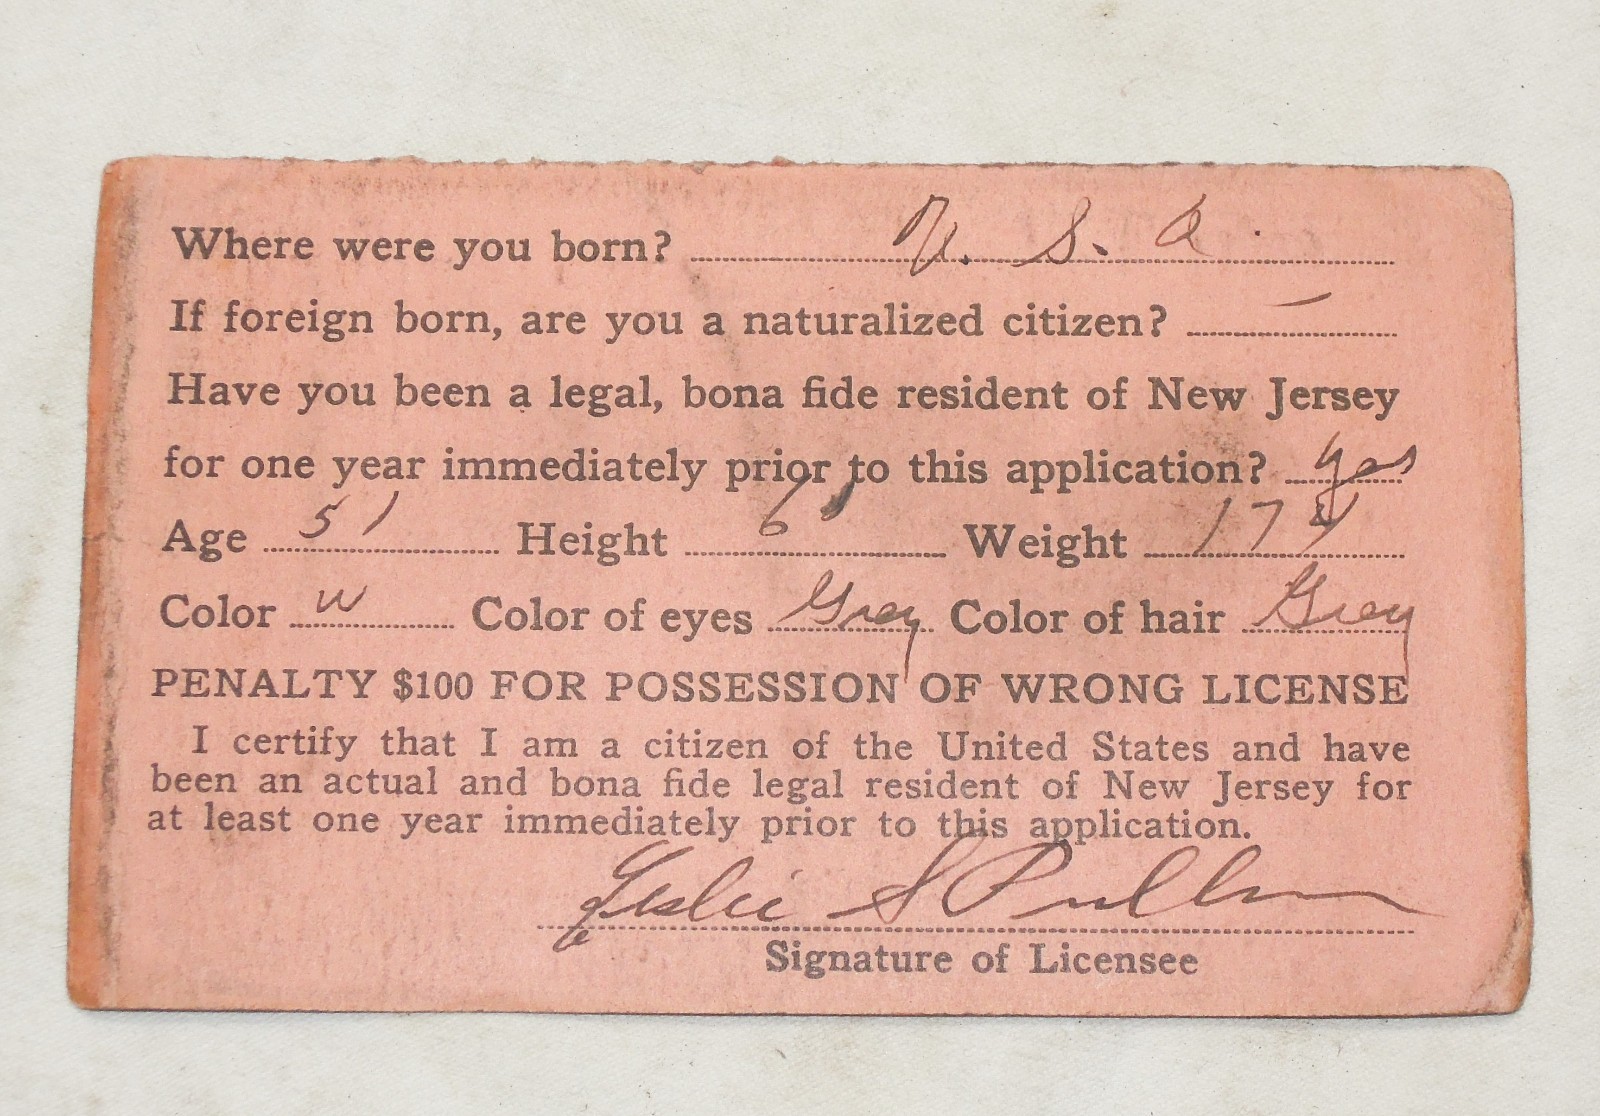 Where were you born? U. S. A.
If foreign born, are you a naturalized citizen? —
Have you been a legal, bona fide resident of New Jersey
for one year immediately prior to this application? yes
Age 51 Height 6' Weight
Color W Color of eyes Grey Color of hair Grey
PENALTY $100 FOR POSSESSION OF WRONG LICENSE
I certify that I am a citizen of the United States and have
been an actual and bona fide legal resident of New Jersey for
at least one year immediately prior to this application.
Leslie S
Signature of Licensee